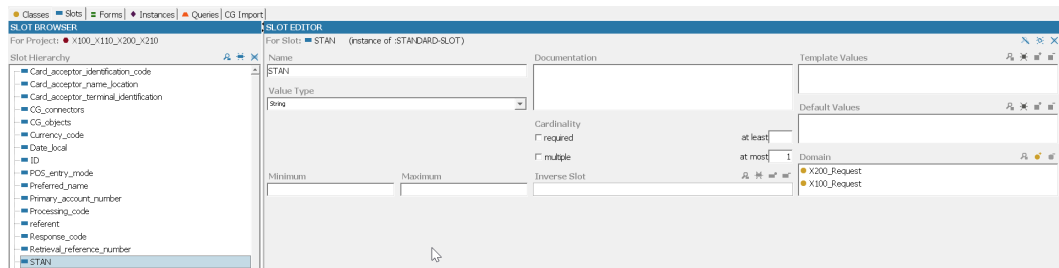 Classes Slots Forms Instances Queries CG Import
SLOT BROWSER
For Project: X100_X110_X200_X210
Slot Hierarchy
Card_acceptor_identification_code
Card_acceptor_name_location
Card_acceptor_terminal_identification
CG_connectors
CG_objects
Currency_code
Date_local
ID
POS_entry_mode
Preferred_name
Primary_account_number
Processing_code
referent
Response_code
Retrieval_reference_number
STAN
SLOT EDITOR
For Slot: STAN (instance of :STANDARD-SLOT)
Name
STAN
Value Type
String
Minimum Maximum
Documentation
Cardinality
required at least
multiple at most 1
Inverse Slot
Template Values
Default Values
Domain
X200_Request
X100_Request